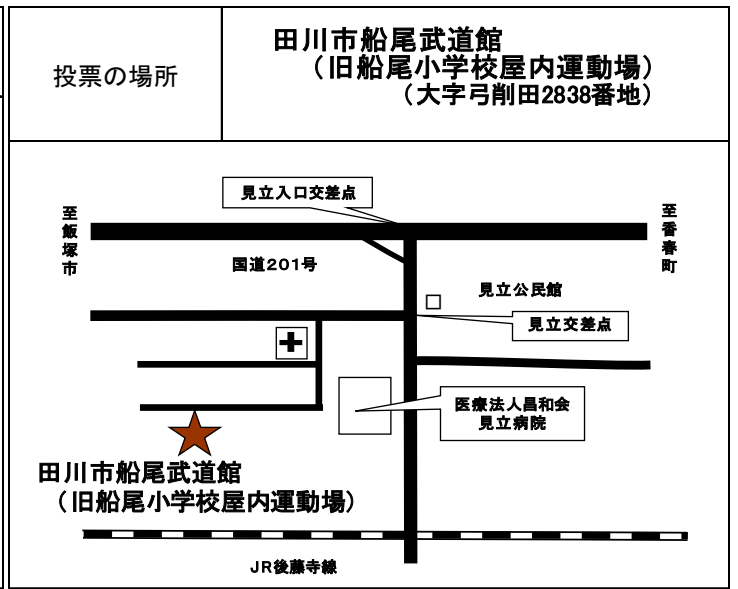 投票の場所
田川市船尾武道館
（旧船尾小学校屋内運動場）
（大字弓削田2838番地）
見立入口交差点
至飯塚市
至香春町
国道201号
見立公民館
見立交差点
医療法人昌和会
見立病院
田川市船尾武道館
（旧船尾小学校屋内運動場）
JR後藤寺線